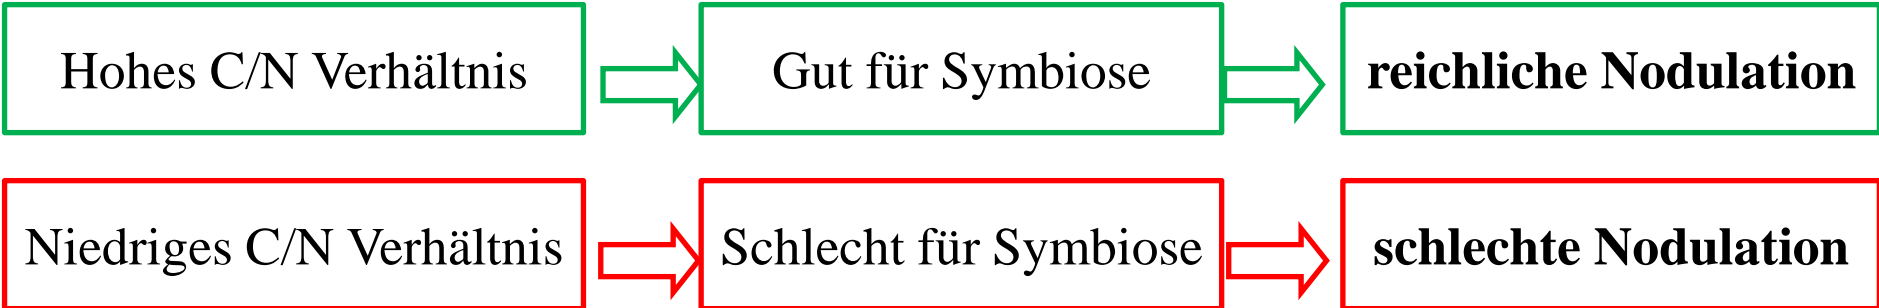 Hohes C/N Verhältnis
Gut für Symbiose
reichliche Nodulation
Niedriges C/N Verhältnis
Schlecht für Symbiose
schlechte Nodulation